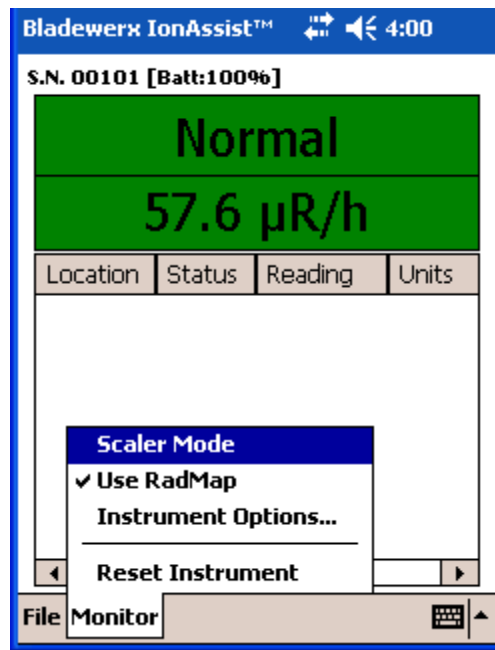 Bladewerx IonAssist™ 4:00
S.N. 00101 [Batt:100%]
Normal
57.6 µR/h
Location Status Reading Units
Scaler Mode
Use RadMap
Instrument Options...
Reset Instrument
File Monitor